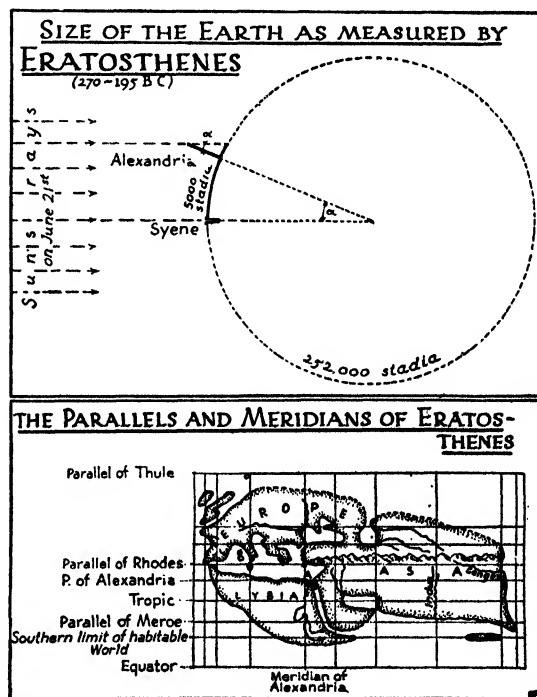 SIZE OF THE EARTH AS MEASURED BY
ERATOSTHENES
(270-195 B C)
Sun's rays
on June 21st
Alexandria
5000
stadia
Syene
α
252.000 stadia
THE PARALLELS AND MERIDIANS OF ERATOS-
THENES
Parallel of Thule
EUROPE
Parallel of Rhodes
P. of Alexandria
ASIA
Indus
Ganges
LYBIA
Tropic
Parallel of Meroe
Southern limit of habitable
World
Equator
Meridian of
Alexandria